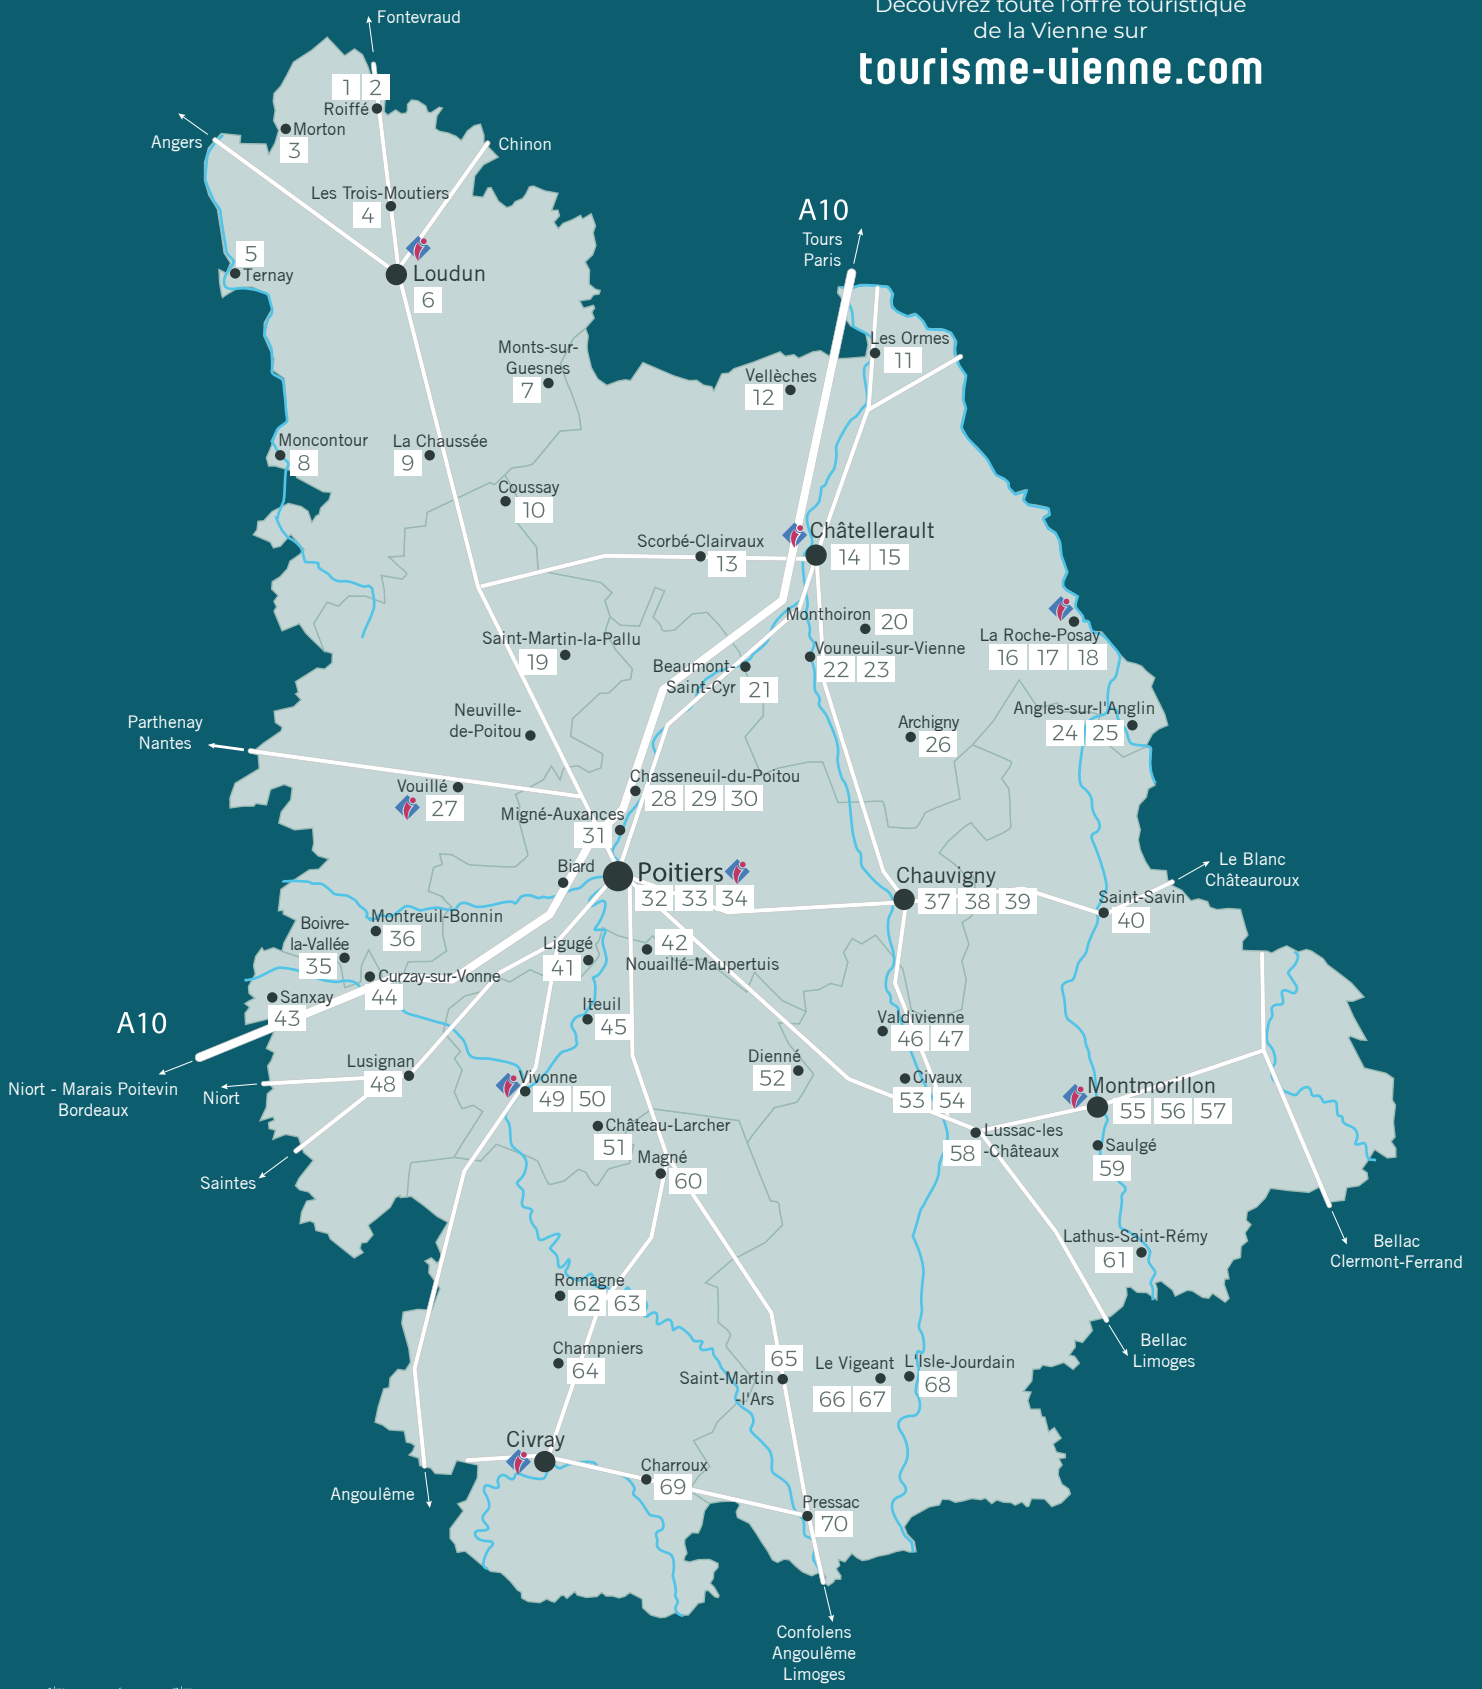 Découvrez toute l'offre touristique
de la Vienne sur
tourisme-vienne.com
Fontevraud
1 2
Roiffé
Morton
3
Angers
Chinon
Les Trois-Moutiers
4
A10
Tours
Paris
5
Ternay
Loudun
6
Les Ormes
11
Monts-sur-
Guesnes
7
Vellèches
12
Moncontour
8
La Chaussée
9
Coussay
10
Scorbé-Clairvaux
13
Châtellerault
14 15
Monthoiron
20
La Roche-Posay
16 17 18
Saint-Martin-la-Pallu
19
Vouneuil-sur-Vienne
22 23
Beaumont-
Saint-Cyr
21
Neuville-
de-Poitou
Parthenay
Nantes
Archigny
26
Angles-sur-l'Anglin
24 25
Vouillé
27
Chasseneuil-du-Poitou
28 29 30
Migné-Auxances
31
Biard
Poitiers
32 33 34
Chauvigny
37 38 39
Le Blanc
Châteauroux
Saint-Savin
40
Montreuil-Bonnin
36
Boivre-
la-Vallée
35
Ligugé
41
42
Nouaillé-Maupertuis
Curzay-sur-Vonne
44
Sanxay
43
A10
Iteuil
45
Valdivienne
46 47
Niort - Marais Poitevin
Bordeaux
Niort
Lusignan
48
Vivonne
49 50
Dienné
52
Civaux
53 54
Montmorillon
55 56 57
Château-Larcher
51
Lussac-les
-Châteaux
58
Saulgé
59
Magné
60
Saintes
Lathus-Saint-Rémy
61
Bellac
Clermont-Ferrand
Romagne
62 63
Champniers
64
65
Saint-Martin
-l'Ars
Le Vigeant
66 67
L'Isle-Jourdain
68
Bellac
Limoges
Civray
Charroux
69
Angoulême
Pressac
70
Confolens
Angoulême
Limoges